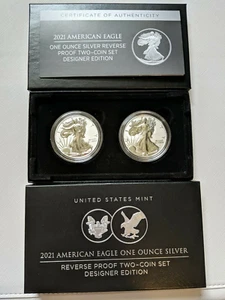 CERTIFICATE OF AUTHENTICITY
2021 AMERICAN EAGLE
ONE OUNCE SILVER REVERSE
PROOF TWO-COIN SET
DESIGNER EDITION
UNITED STATES MINT
2021 AMERICAN EAGLE ONE OUNCE SILVER
REVERSE PROOF TWO-COIN SET
DESIGNER EDITION